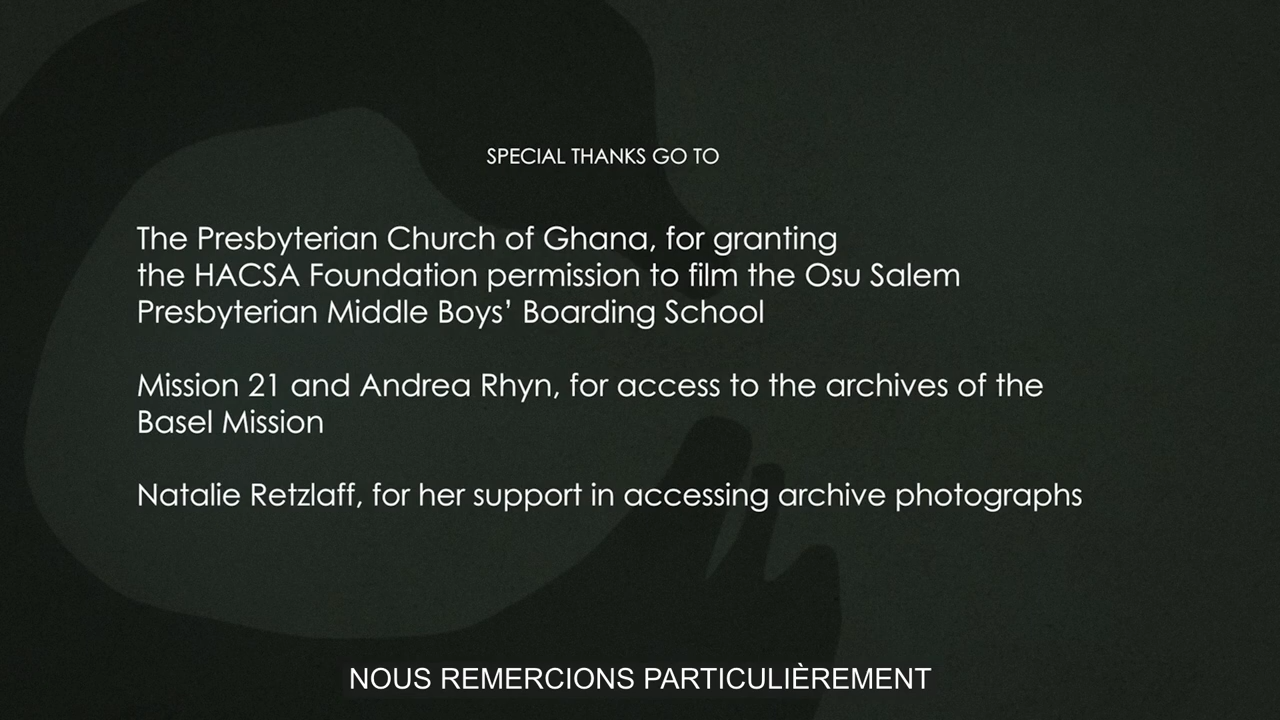 SPECIAL THANKS GO TO
The Presbyterian Church of Ghana, for granting
the HACSA Foundation permission to film the Osu Salem
Presbyterian Middle Boys’ Boarding School
Mission 21 and Andrea Rhyn, for access to the archives of the
Basel Mission
Natalie Retzlaff, for her support in accessing archive photographs
NOUS REMERCIONS PARTICULIÈREMENT